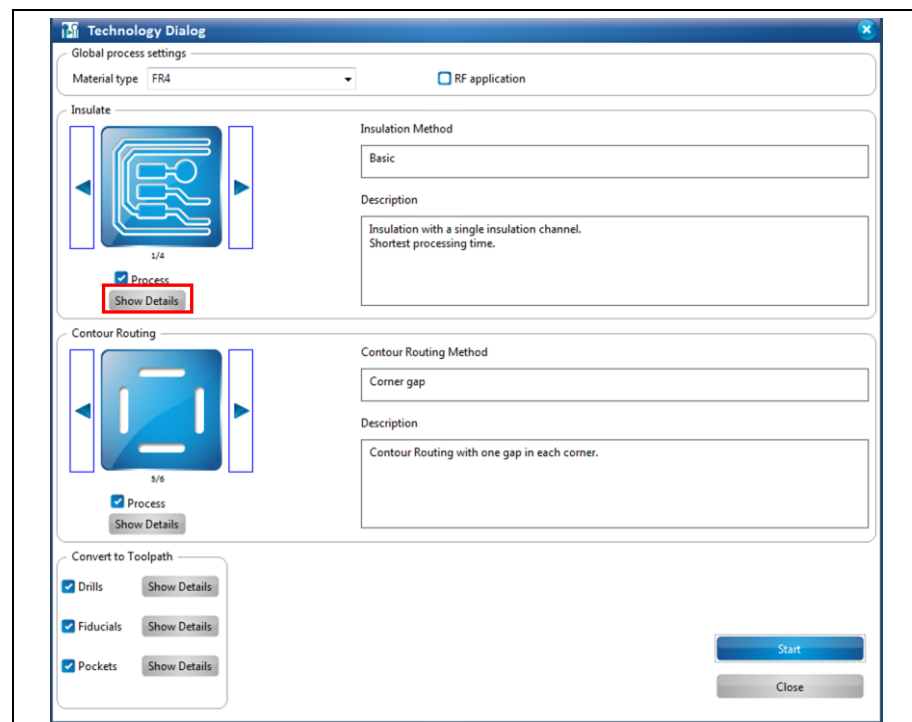 Technology Dialog
Global process settings
Material type FR4 RF application
Insulate
Insulation Method
Basic
Description
Insulation with a single insulation channel.
Shortest processing time.
1/4
Process
Show Details
Contour Routing
Contour Routing Method
Corner gap
Description
Contour Routing with one gap in each corner.
5/6
Process
Show Details
Convert to Toolpath
Drills Show Details
Fiducials Show Details
Pockets Show Details
Start
Close